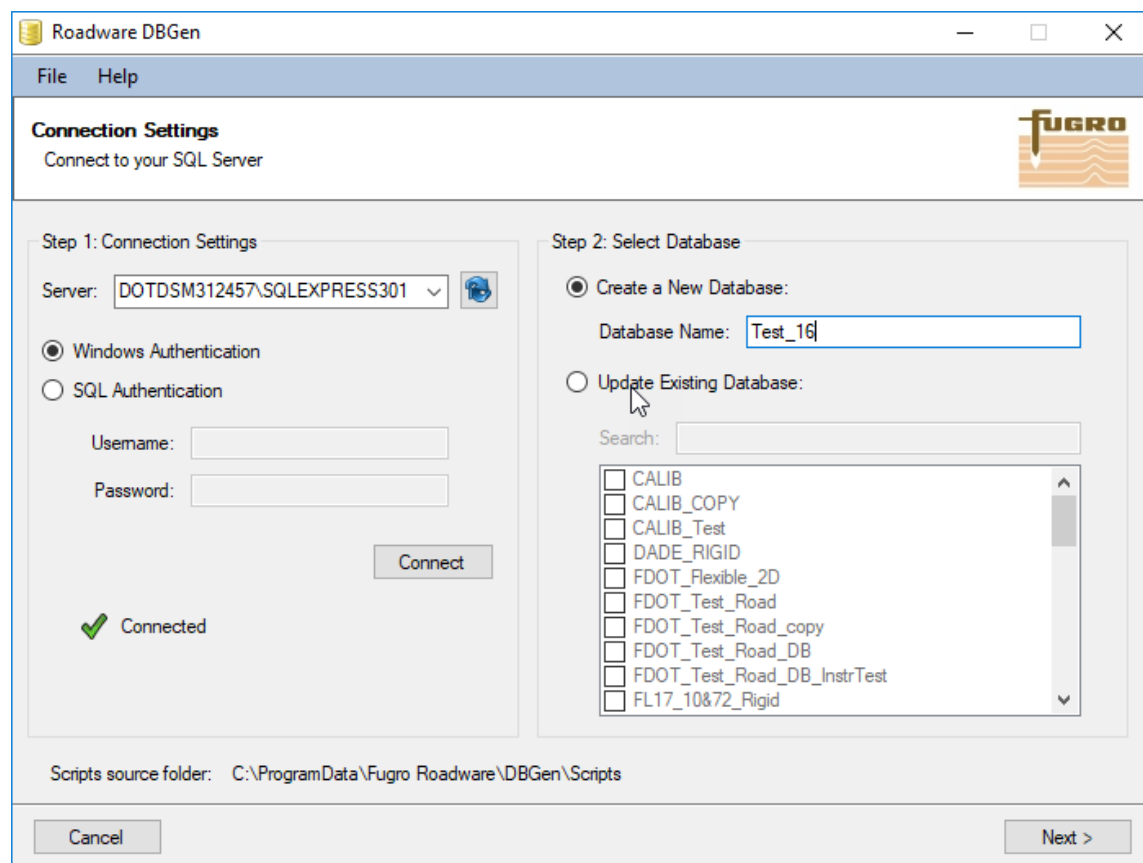 Roadware DBGen
File Help
Connection Settings
Connect to your SQL Server
FUGRO
Step 1: Connection Settings
Server: DOTDSM312457\SQLEXPRESS301
Windows Authentication
SQL Authentication
Username:
Password:
Connect
Connected
Step 2: Select Database
Create a New Database:
Database Name: Test_16
Update Existing Database:
Search:
CALIB
CALIB_COPY
CALIB_Test
DADE_RIGID
FDOT_Flexible_2D
FDOT_Test_Road
FDOT_Test_Road_copy
FDOT_Test_Road_DB
FDOT_Test_Road_DB_InstrTest
FL17_10&72_Rigid
Scripts source folder: C:\ProgramData\Fugro Roadware\DBGen\Scripts
Cancel Next >